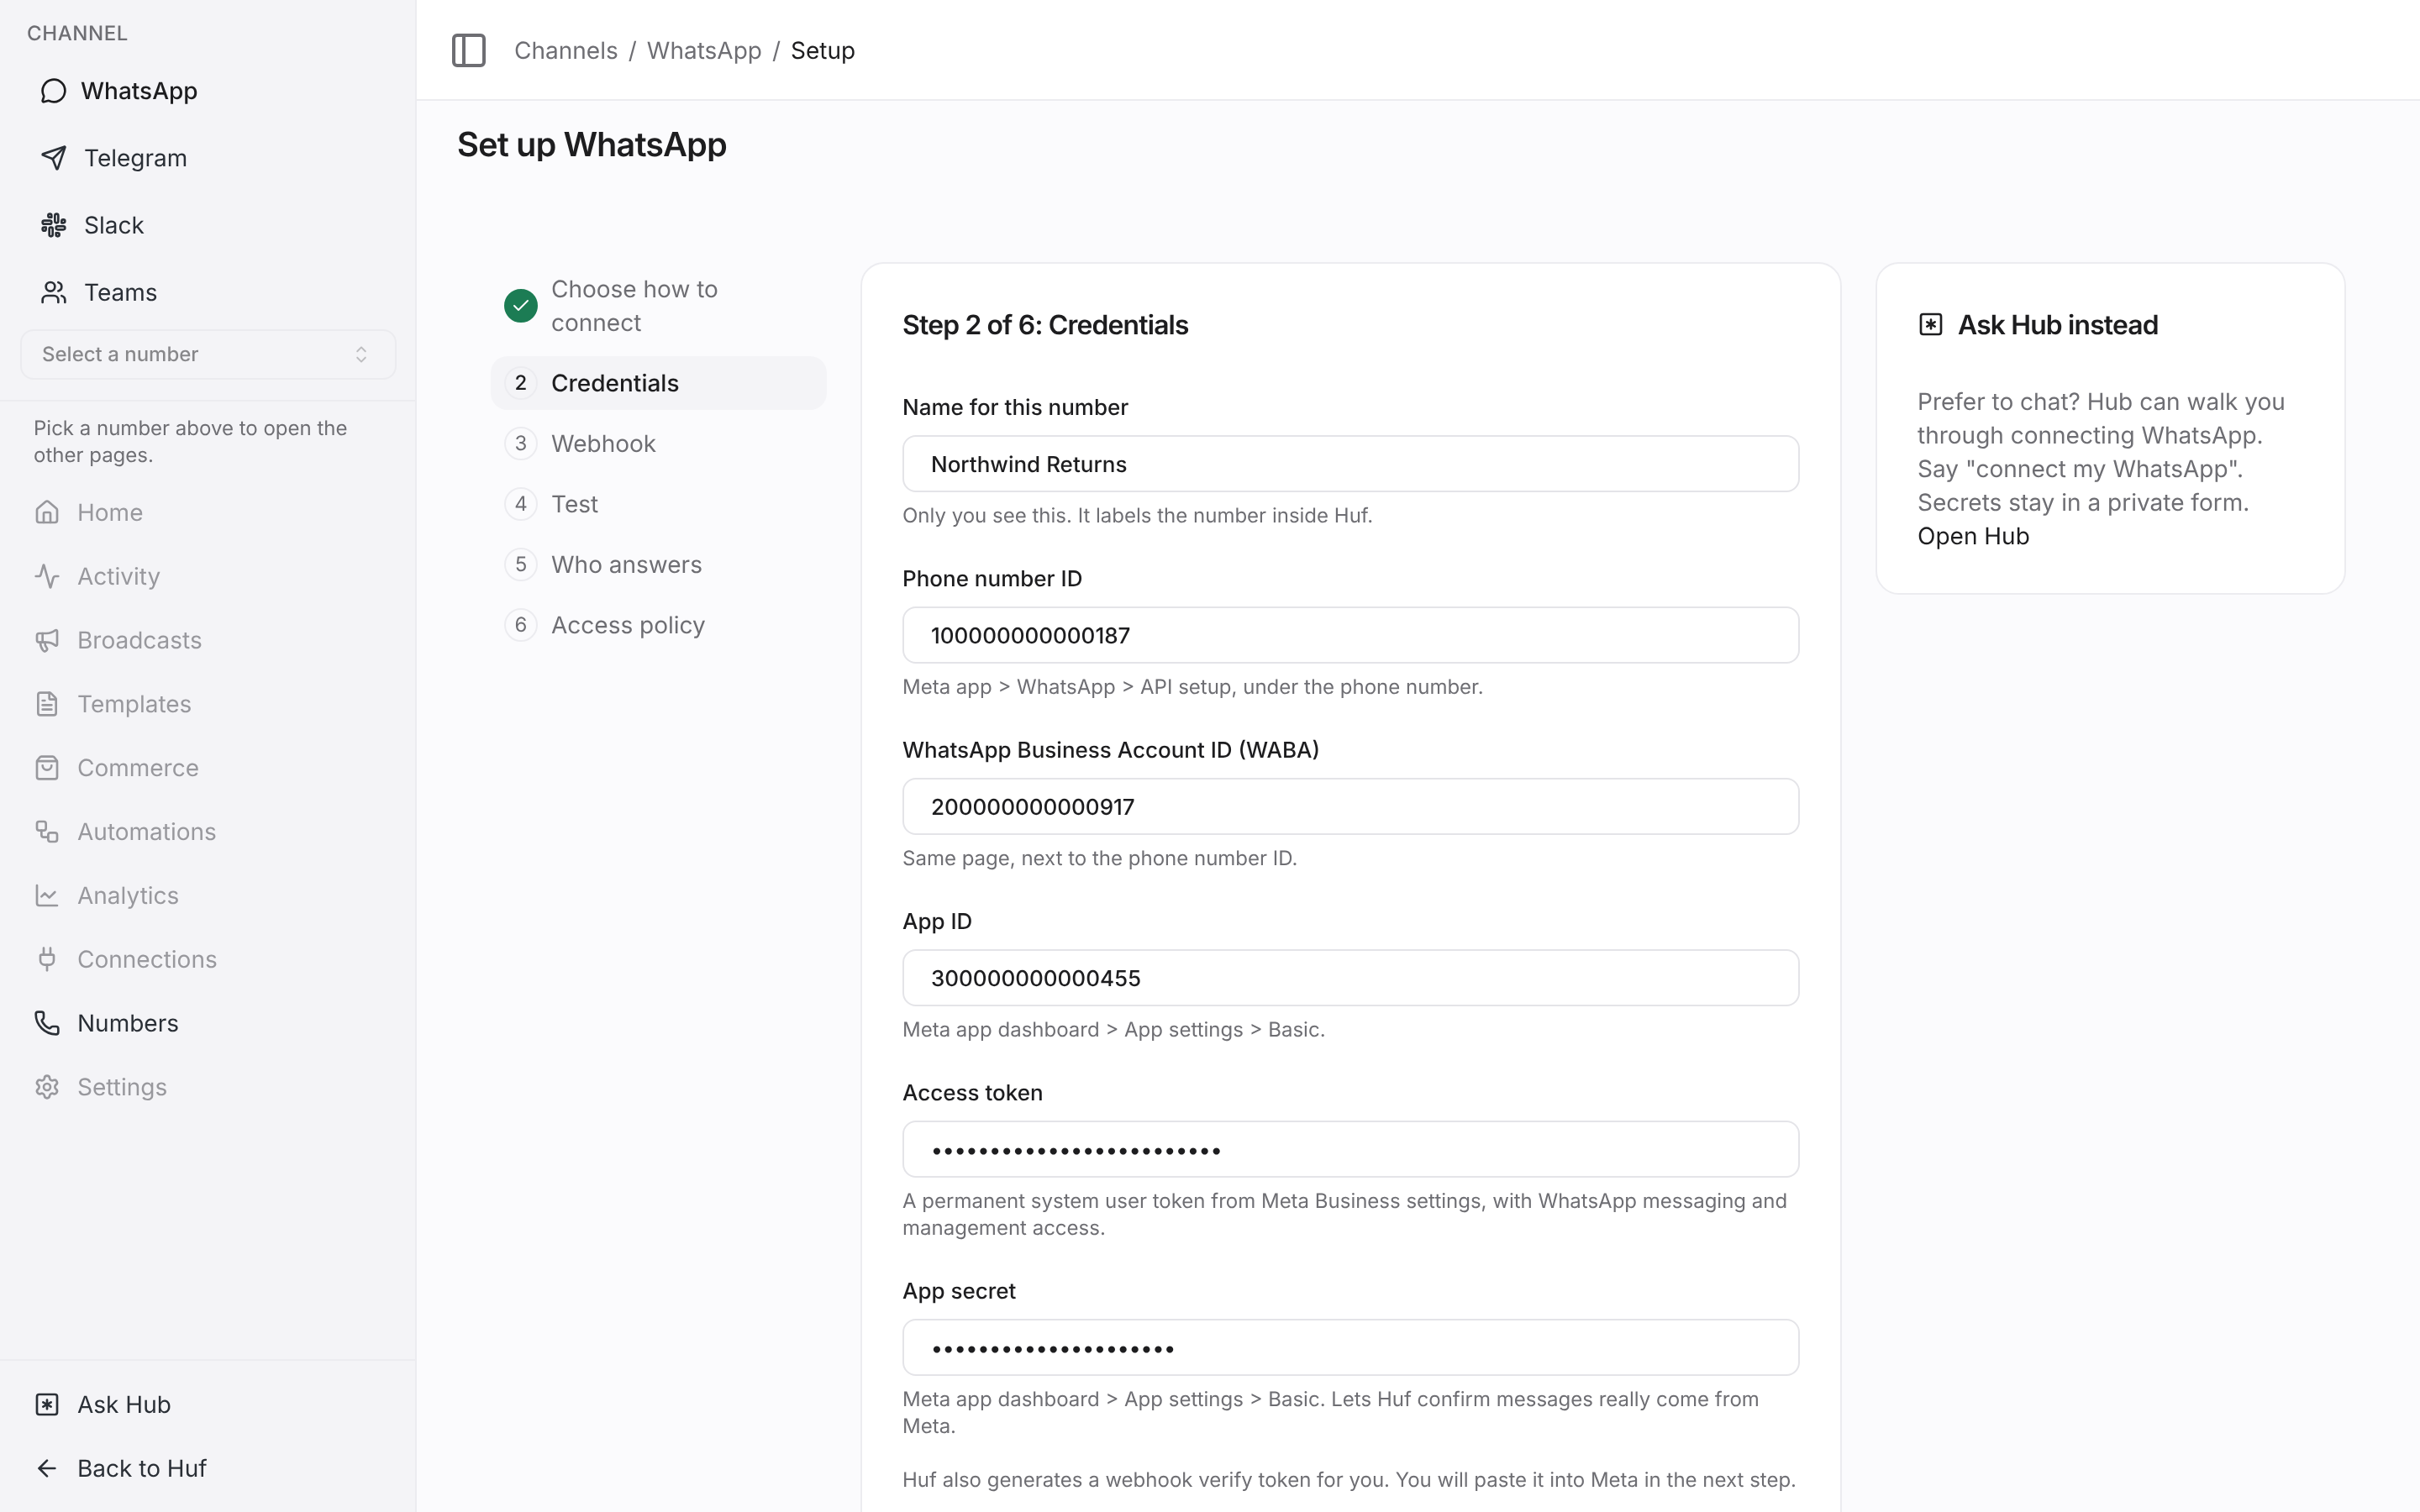 CHANNEL
WhatsApp
Telegram
Slack
Teams
Select a number
Pick a number above to open the
other pages.
Home
Activity
Broadcasts
Templates
Commerce
Automations
Analytics
Connections
Numbers
Settings
Ask Hub
Back to Huf
Channels / WhatsApp / Setup
Set up WhatsApp
Choose how to
connect
2 Credentials
3 Webhook
4 Test
5 Who answers
6 Access policy
Step 2 of 6: Credentials
Name for this number
Northwind Returns
Only you see this. It labels the number inside Huf.
Phone number ID
100000000000187
Meta app > WhatsApp > API setup, under the phone number.
WhatsApp Business Account ID (WABA)
200000000000917
Same page, next to the phone number ID.
App ID
300000000000455
Meta app dashboard > App settings > Basic.
Access token
•••••••••••••••••••••••••
A permanent system user token from Meta Business settings, with WhatsApp messaging and
management access.
App secret
•••••••••••••••••••••
Meta app dashboard > App settings > Basic. Lets Huf confirm messages really come from
Meta.
Huf also generates a webhook verify token for you. You will paste it into Meta in the next step.
Ask Hub instead
Prefer to chat? Hub can walk you
through connecting WhatsApp.
Say "connect my WhatsApp".
Secrets stay in a private form.
Open Hub